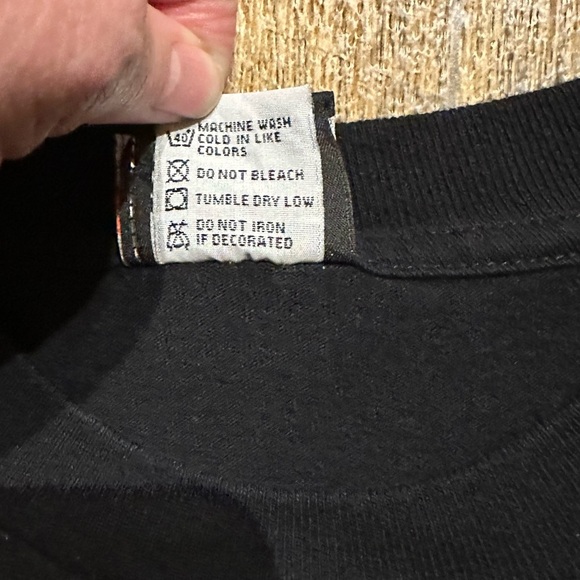 40 MACHINE WASH
COLD IN LIKE
COLORS
DO NOT BLEACH
TUMBLE DRY LOW
DO NOT IRON
IF DECORATED